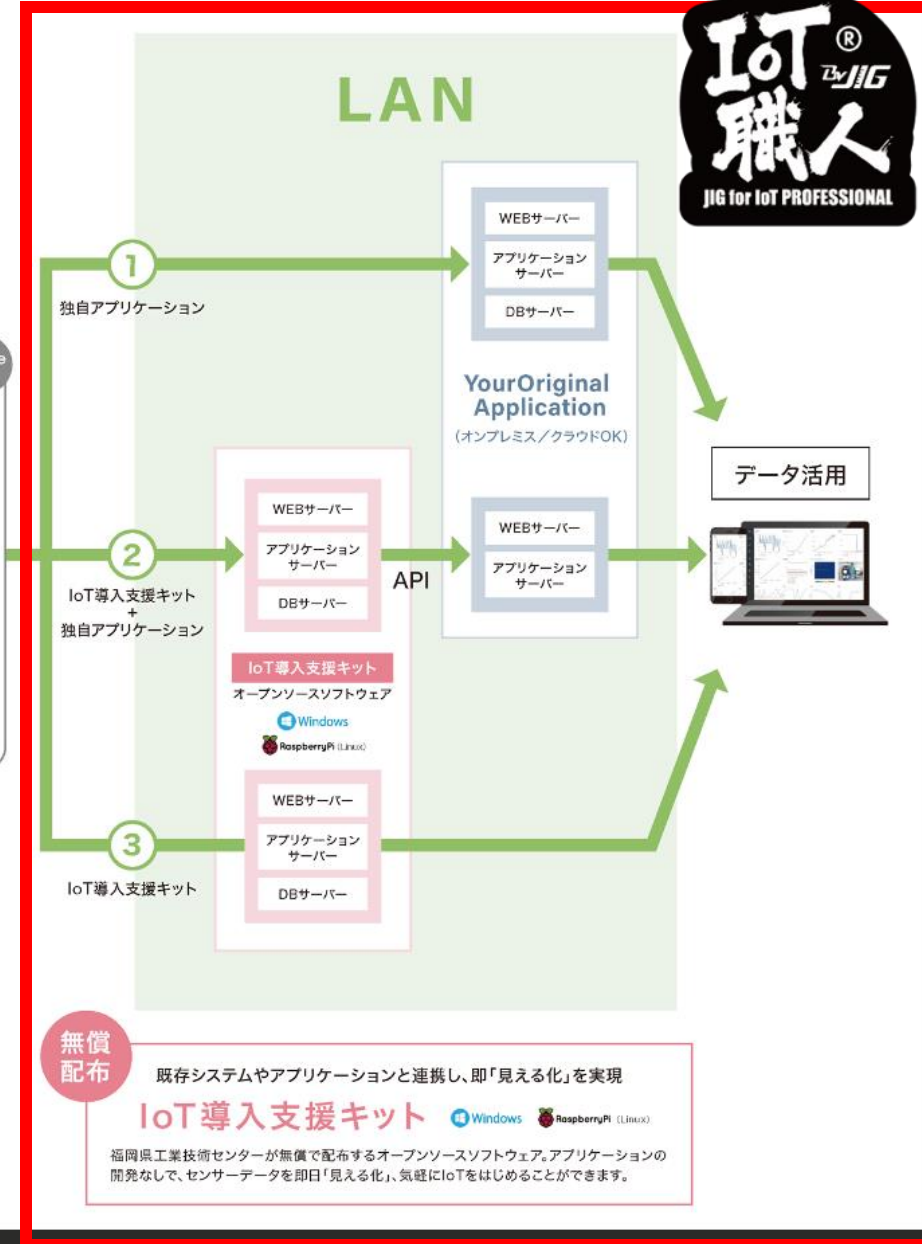 LAN
IoT®
By JIG
職人
JIG for IoT PROFESSIONAL
WEBサーバー
アプリケーション
サーバー
DBサーバー
1
独自アプリケーション
YourOriginal
Application
(オンプレミス／クラウドOK)
データ活用
WEBサーバー
アプリケーション
サーバー
DBサーバー
API
WEBサーバー
アプリケーション
サーバー
2
IoT導入支援キット
+
独自アプリケーション
IoT導入支援キット
オープンソースソフトウェア
Windows
RaspberryPi (Linux)
WEBサーバー
アプリケーション
サーバー
DBサーバー
3
IoT導入支援キット
無償
配布
既存システムやアプリケーションと連携し、即「見える化」を実現
IoT導入支援キット Windows RaspberryPi (Linux)
福岡県工業技術センターが無償で配布するオープンソースソフトウェア。アプリケーションの
開発なしで、センサーデータを即日「見える化」、気軽にIoTをはじめることができます。